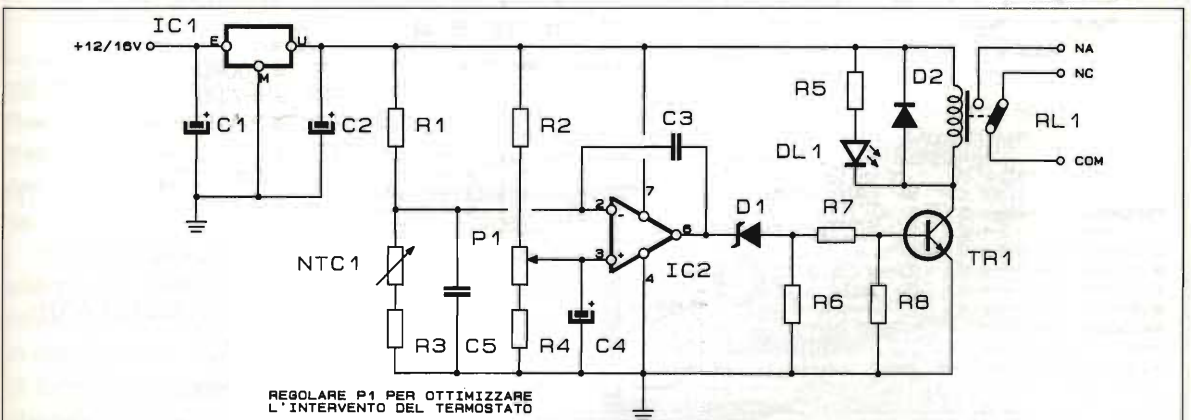 IC1
+12/16V
E
U
M
C1
C2
R1
R2
C3
R5
D2
NA
NC
RL1
COM
DL1
NTC1
P1
2
-
3
+
7
4
6
IC2
D1
R7
TR1
R3
C5
R4
C4
R6
R8
REGOLARE P1 PER OTTIMIZZARE
L'INTERVENTO DEL TERMOSTATO